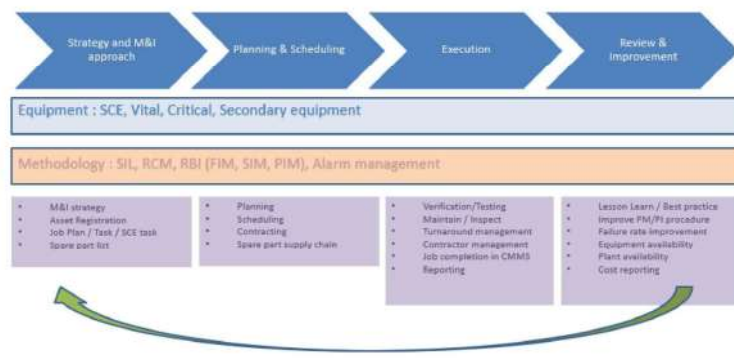 Strategy and M&I
approach
Planning & Scheduling
Execution
Review &
Improvement
Equipment : SCE, Vital, Critical, Secondary equipment
Methodology : SIL, RCM, RBI (FIM, SIM, PIM), Alarm management
• M&I strategy
• Asset Registration
• Job Plan / Task / SCE task
• Spare part list
• Planning
• Scheduling
• Contracting
• Spare part supply chain
• Verification/Testing
• Maintain / Inspect
• Turnaround management
• Contractor management
• Job completion in CMMS
• Reporting
• Lesson Learn / Best practice
• Improve PM/PI procedure
• Failure rate improvement
• Equipment availability
• Plant availability
• Cost reporting